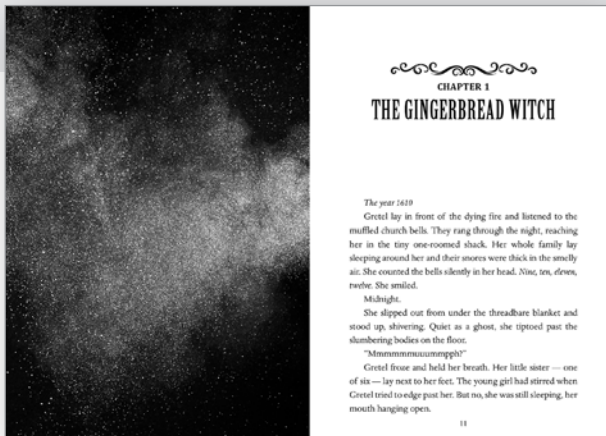 CHAPTER 1
THE GINGERBREAD WITCH
The year 1610
Gretel lay in front of the dying fire and listened to the
muffled church bells. They rang through the night, reaching
her in the tiny one-roomed shack. Her whole family lay
sleeping around her and their snores were thick in the smelly
air. She counted the bells silently in her head. Nine, ten, eleven,
twelve. She smiled.
Midnight.
She slipped out from under the threadbare blanket and
stood up, shivering. Quiet as a ghost, she tiptoed past the
slumbering bodies on the floor.
"Mmmmmmuuummmpph?"
Gretel froze and held her breath. Her little sister — one
of six — lay next to her feet. The young girl had stirred when
Gretel tried to edge past her. But no, she was still sleeping, her
mouth hanging open.
11